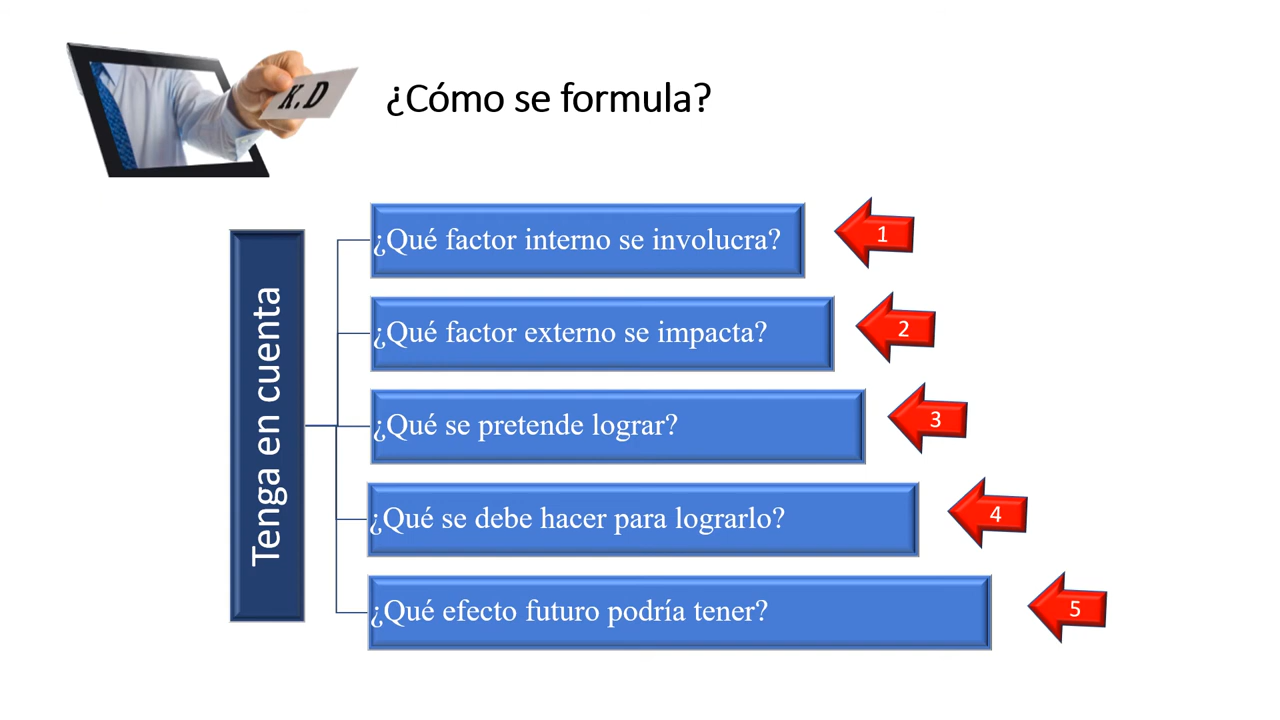 K.D
¿Cómo se formula?
Tenga en cuenta
¿Qué factor interno se involucra?
1
¿Qué factor externo se impacta?
2
¿Qué se pretende lograr?
3
¿Qué se debe hacer para lograrlo?
4
¿Qué efecto futuro podría tener?
5